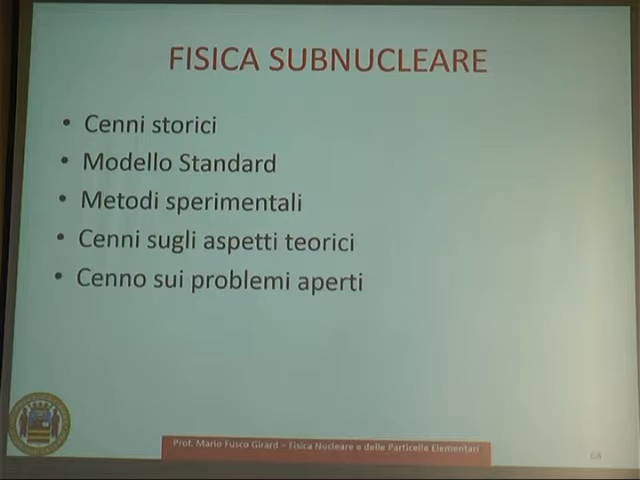 FISICA SUBNUCLEARE
• Cenni storici
• Modello Standard
• Metodi sperimentali
• Cenni sugli aspetti teorici
• Cenno sui problemi aperti
Prof. Mario Fusco Girard – Fisica Nucleare e delle Particelle Elementari
68